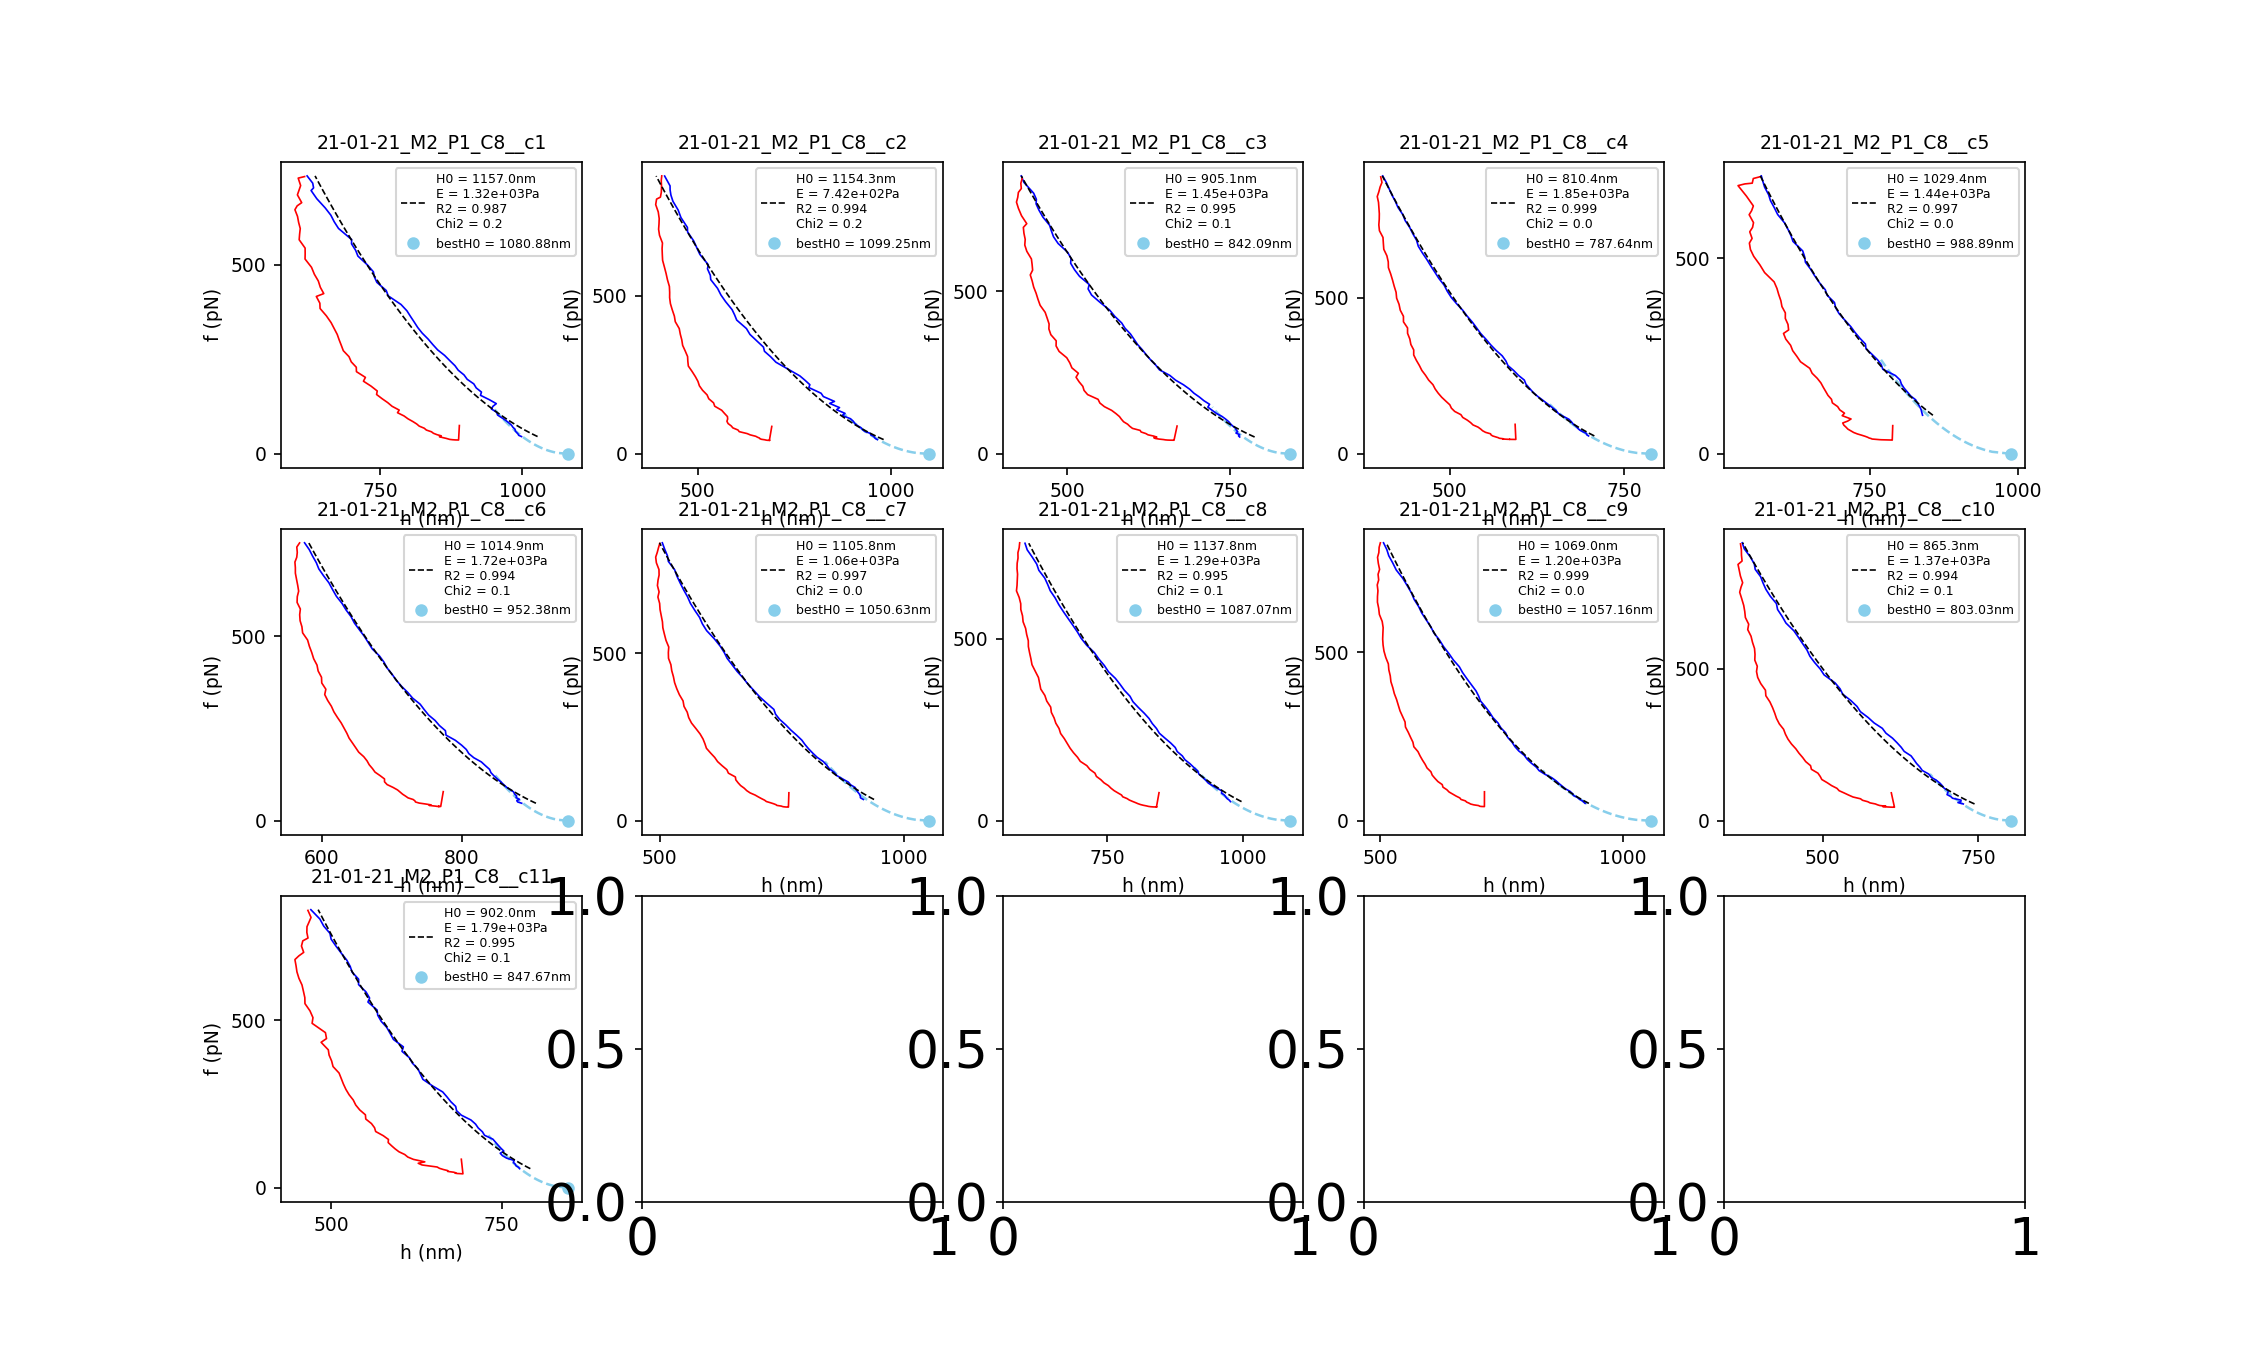 21-01-21_M2_P1_C8__c1
H0 = 1157.0nm
E = 1.32e+03Pa
R2 = 0.987
Chi2 = 0.2
bestH0 = 1080.88nm
f (pN)
500
0
750
1000
h (nm)
21-01-21_M2_P1_C8__c2
H0 = 1154.3nm
E = 7.42e+02Pa
R2 = 0.994
Chi2 = 0.2
bestH0 = 1099.25nm
f (pN)
500
0
500
1000
h (nm)
21-01-21_M2_P1_C8__c3
H0 = 905.1nm
E = 1.45e+03Pa
R2 = 0.995
Chi2 = 0.1
bestH0 = 842.09nm
f (pN)
500
0
500
750
h (nm)
21-01-21_M2_P1_C8__c4
H0 = 810.4nm
E = 1.85e+03Pa
R2 = 0.999
Chi2 = 0.0
bestH0 = 787.64nm
f (pN)
500
0
500
750
h (nm)
21-01-21_M2_P1_C8__c5
H0 = 1029.4nm
E = 1.44e+03Pa
R2 = 0.997
Chi2 = 0.0
bestH0 = 988.89nm
f (pN)
500
0
750
1000
h (nm)
21-01-21_M2_P1_C8__c6
H0 = 1014.9nm
E = 1.72e+03Pa
R2 = 0.994
Chi2 = 0.1
bestH0 = 952.38nm
f (pN)
500
0
600
800
h (nm)
21-01-21_M2_P1_C8__c7
H0 = 1105.8nm
E = 1.06e+03Pa
R2 = 0.997
Chi2 = 0.0
bestH0 = 1050.63nm
f (pN)
500
0
500
1000
h (nm)
21-01-21_M2_P1_C8__c8
H0 = 1137.8nm
E = 1.29e+03Pa
R2 = 0.995
Chi2 = 0.1
bestH0 = 1087.07nm
f (pN)
500
0
750
1000
h (nm)
21-01-21_M2_P1_C8__c9
H0 = 1069.0nm
E = 1.20e+03Pa
R2 = 0.999
Chi2 = 0.0
bestH0 = 1057.16nm
f (pN)
500
0
500
1000
h (nm)
21-01-21_M2_P1_C8__c10
H0 = 865.3nm
E = 1.37e+03Pa
R2 = 0.994
Chi2 = 0.1
bestH0 = 803.03nm
f (pN)
500
0
500
750
h (nm)
21-01-21_M2_P1_C8__c11
H0 = 902.0nm
E = 1.79e+03Pa
R2 = 0.995
Chi2 = 0.1
bestH0 = 847.67nm
f (pN)
500
0
500
750
h (nm)
1.0
0.5
0.0
0
1
1.0
0.5
0.0
0
1
1.0
0.5
0.0
0
1
1.0
0.5
0.0
0
1